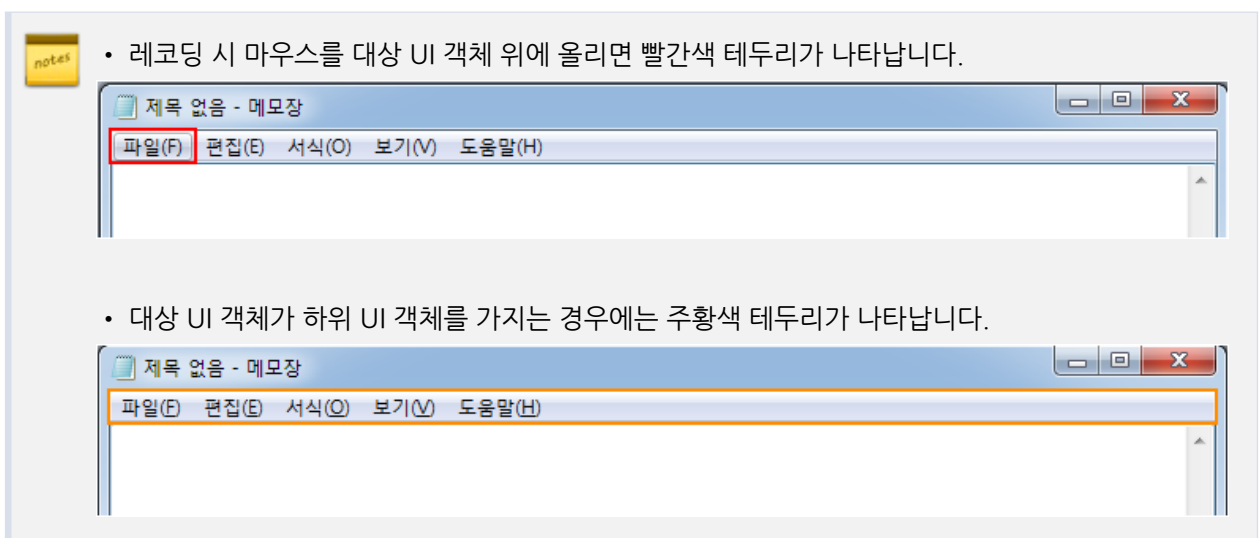 notes
• 레코딩 시 마우스를 대상 UI 객체 위에 올리면 빨간색 테두리가 나타납니다.
제목 없음 - 메모장
파일(F) 편집(E) 서식(O) 보기(V) 도움말(H)
• 대상 UI 객체가 하위 UI 객체를 가지는 경우에는 주황색 테두리가 나타납니다.
제목 없음 - 메모장
파일(F) 편집(E) 서식(O) 보기(V) 도움말(H)